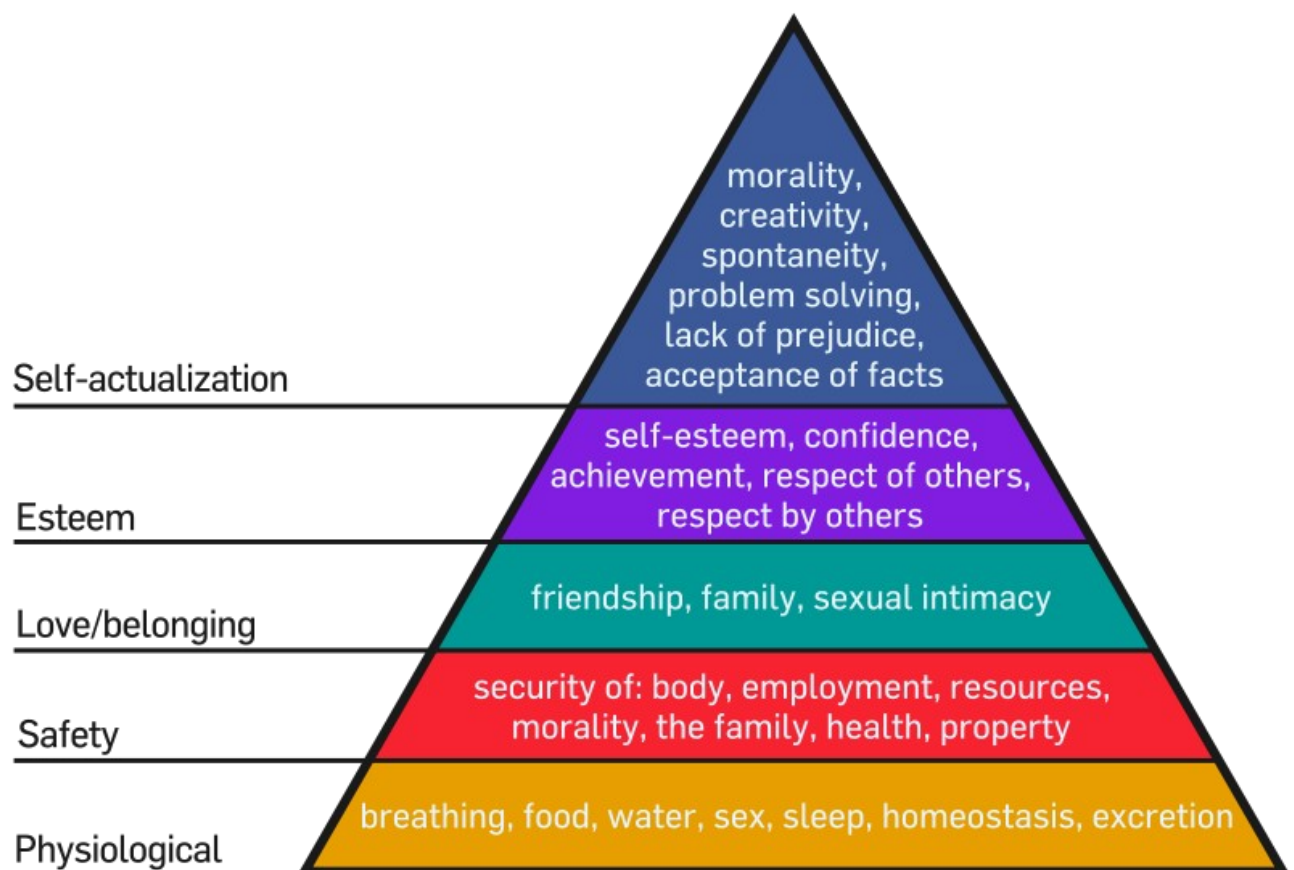 morality,
creativity,
spontaneity,
problem solving,
lack of prejudice,
acceptance of facts
Self-actualization
self-esteem, confidence,
achievement, respect of others,
respect by others
Esteem
friendship, family, sexual intimacy
Love/belonging
security of: body, employment, resources,
morality, the family, health, property
Safety
breathing, food, water, sex, sleep, homeostasis, excretion
Physiological